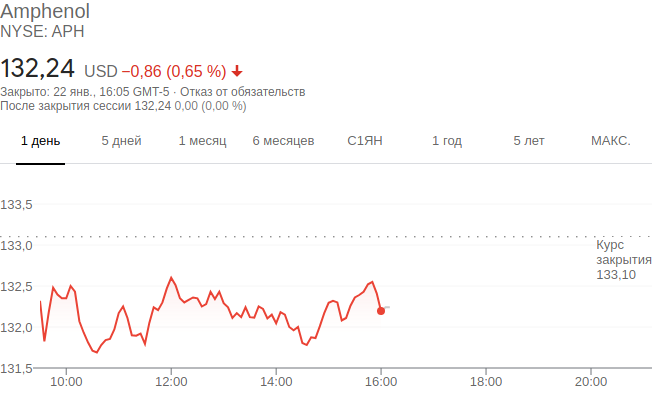 Amphenol
NYSE: APH
132,24 USD −0,86 (0,65 %)
Закрыто: 22 янв., 16:05 GMT-5 · Отказ от обязательств
После закрытия сессии 132,24 0,00 (0,00 %)
1 день 5 дней 1 месяц 6 месяцев С1ЯН 1 год 5 лет МАКС.
133,5
133,0
Курс
закрытия
133,10
132,5
132,0
131,5
10:00 12:00 14:00 16:00 18:00 20:00